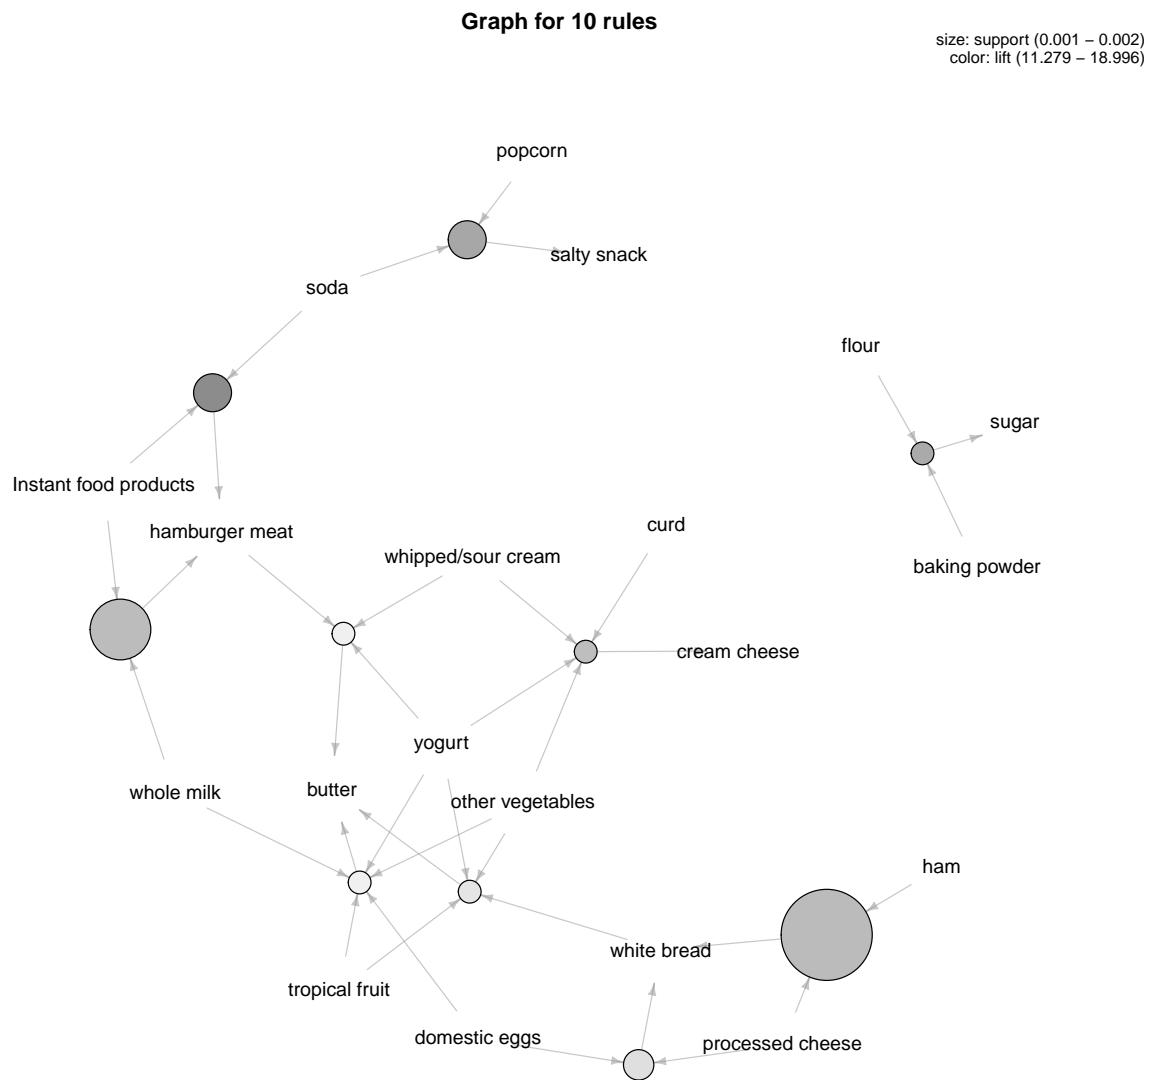 Graph for 10 rules
size: support (0.001 – 0.002)
color: lift (11.279 – 18.996)
popcorn
salty snack
soda
flour
sugar
Instant food products
hamburger meat
curd
whipped/sour cream
baking powder
cream cheese
yogurt
whole milk
butter
other vegetables
ham
white bread
tropical fruit
domestic eggs
processed cheese